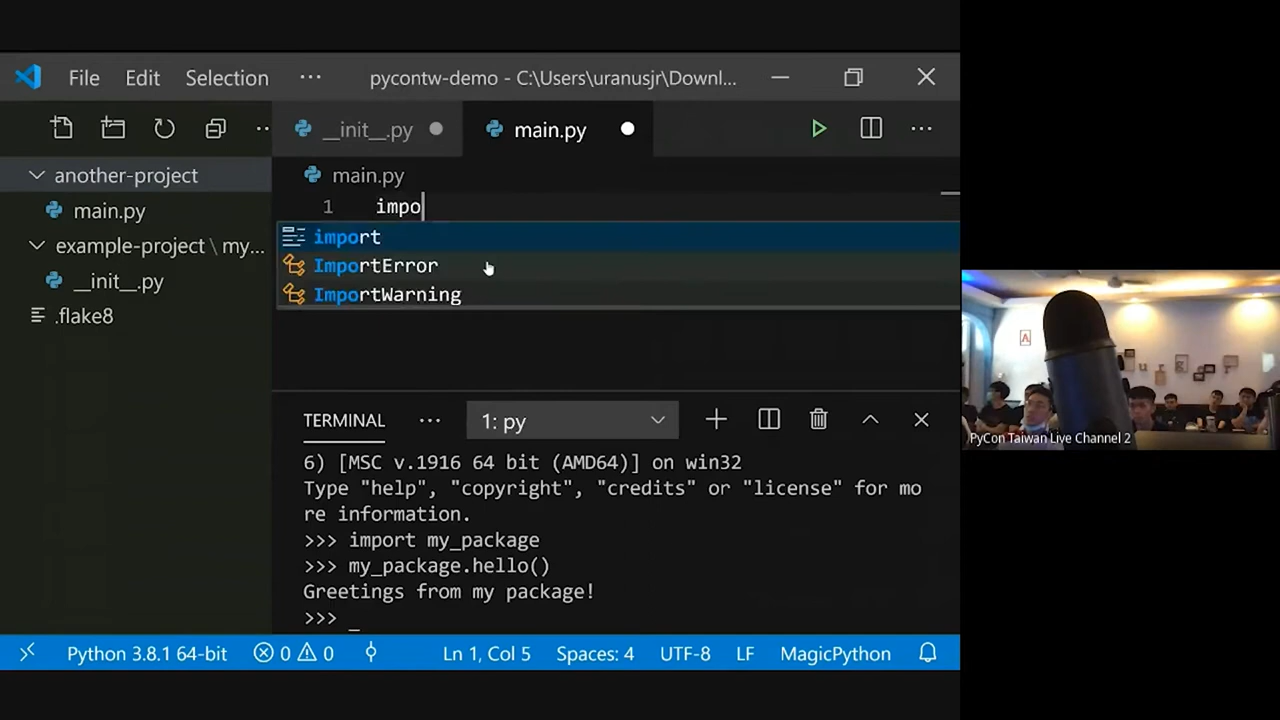 File Edit Selection ··· pycontw-demo - C:\Users\uranusjr\Downl...
__init__.py
main.py
another-project
main.py
example-project \ my...
__init__.py
.flake8
main.py
1 impo
import
ImportError
ImportWarning
TERMINAL ··· 1: py
6) [MSC v.1916 64 bit (AMD64)] on win32
Type "help", "copyright", "credits" or "license" for mo
re information.
>>> import my_package
>>> my_package.hello()
Greetings from my package!
>>> _
Python 3.8.1 64-bit 0 0 Ln 1, Col 5 Spaces: 4 UTF-8 LF MagicPython
A
PyCon Taiwan Live Channel 2